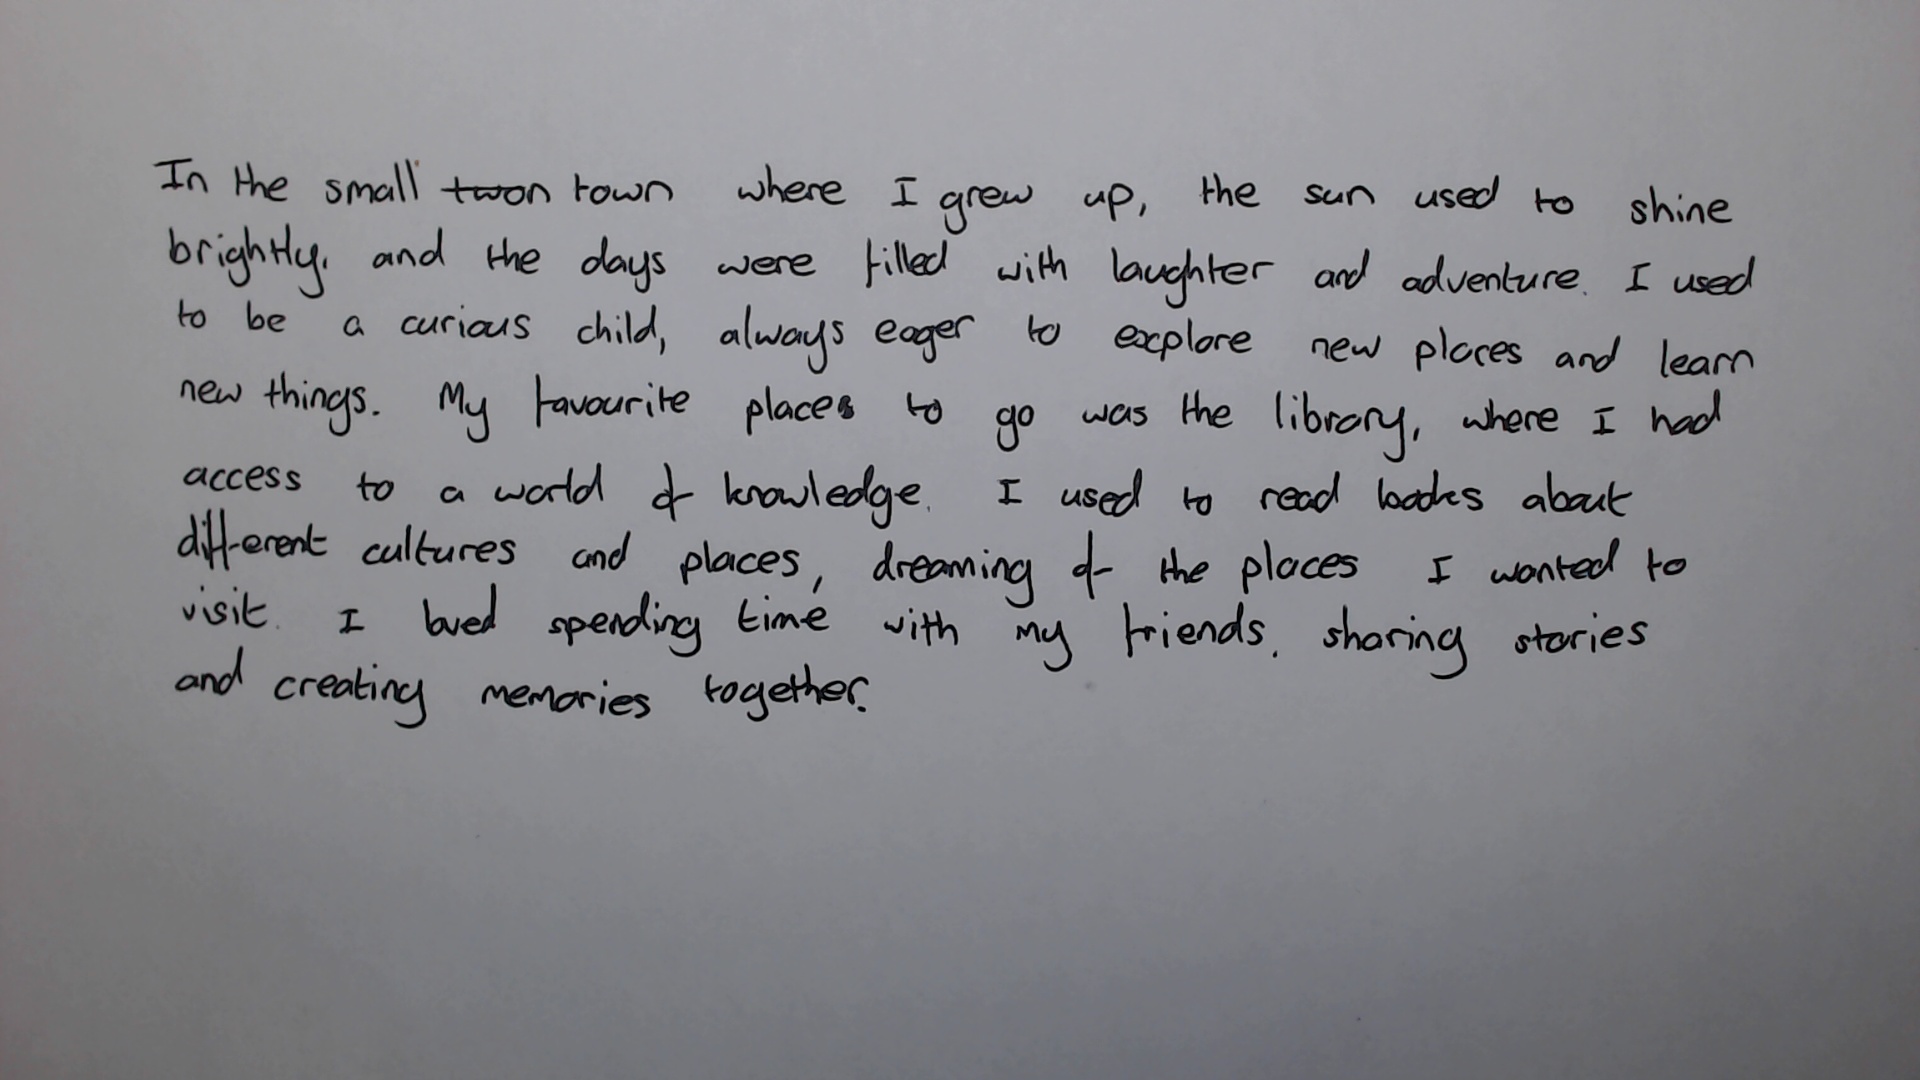 In the small twon town where I grew up, the sun used to shine
brightly, and the days were filled with laughter and adventure. I used
to be a curious child, always eager to explore new places and learn
new things. My favourite places to go was the library, where I had
access to a world of knowledge. I used to read books about
different cultures and places, dreaming of the places I wanted to
visit. I loved spending time with my friends, sharing stories
and creating memories together.